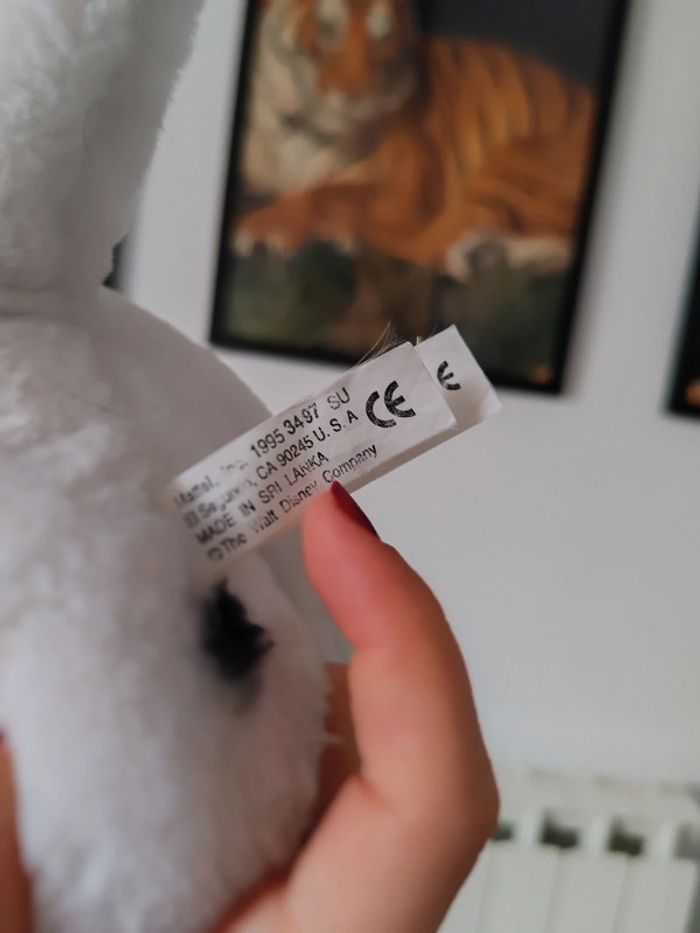 Mattel, Inc. 1995 3497 SU
El Segundo, CA 90245 U.S.A
MADE IN SRI LANKA
© The Walt Disney Company
CE
CE